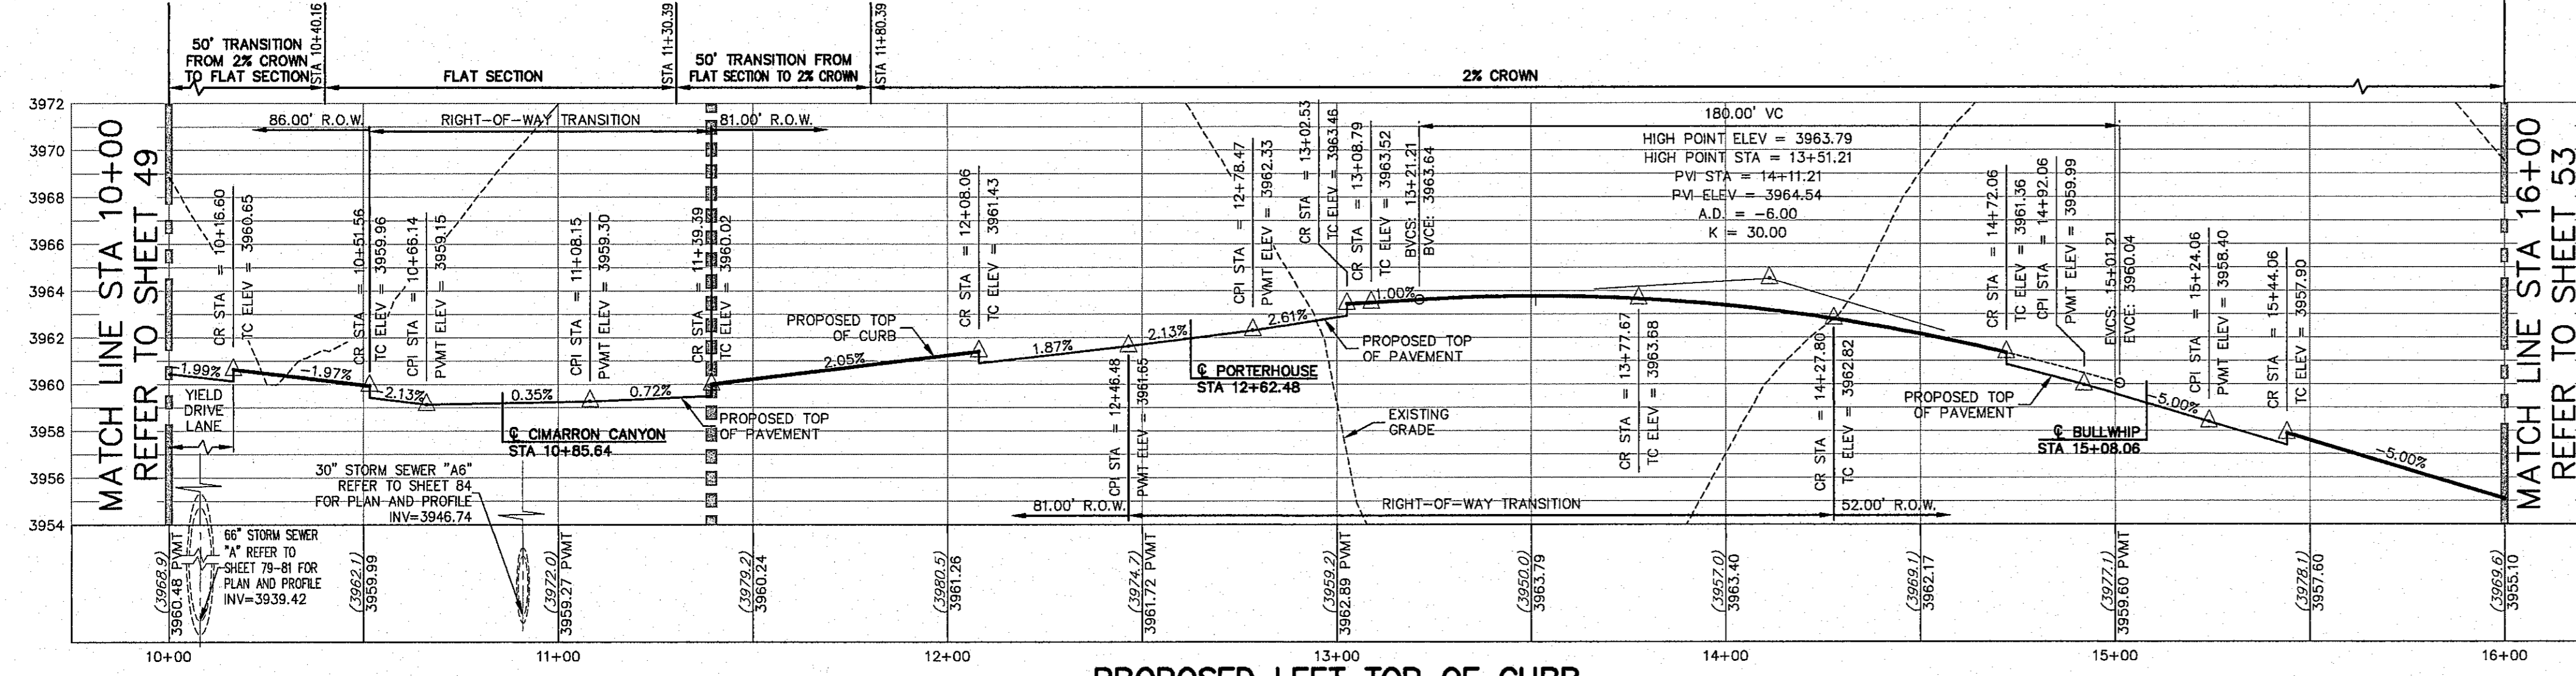 50' TRANSITION
FROM 2% CROWN
TO FLAT SECTION
STA 10+40.16
FLAT SECTION
STA 11+30.39
50' TRANSITION FROM
FLAT SECTION TO 2% CROWN
STA 11+80.39
2% CROWN
3972
3970
3968
3966
3964
3962
3960
3958
3956
3954
MATCH LINE STA 10+00
REFER TO SHEET 49
86.00' R.O.W.
RIGHT-OF-WAY TRANSITION
81.00' R.O.W.
CR STA = 10+16.60
TC ELEV = 3960.65
CR STA = 10+51.56
TC ELEV = 3959.96
CPI STA = 10+66.14
PVMT ELEV = 3959.15
CPI STA = 11+08.15
PVMT ELEV = 3959.30
CR STA = 11+39.39
TC ELEV = 3960.02
CR STA = 12+08.06
TC ELEV = 3961.43
CPI STA = 12+46.48
PVMT ELEV = 3961.65
CPI STA = 12+78.47
PVMT ELEV = 3962.33
CR STA = 13+02.53
TC ELEV = 3963.46
CR STA = 13+08.79
TC ELEV = 3963.52
BVCS: 13+21.21
BVCE: 3963.64
180.00' VC
HIGH POINT ELEV = 3963.79
HIGH POINT STA = 13+51.21
PVI STA = 14+11.21
PVI ELEV = 3964.54
A.D. = -6.00
K = 30.00
CR STA = 13+77.67
TC ELEV = 3963.68
CR STA = 14+27.80
TC ELEV = 3962.82
CR STA = 14+72.06
TC ELEV = 3961.36
CPI STA = 14+92.06
PVMT ELEV = 3959.99
EVCS: 15+01.21
EVCE: 3960.04
CPI STA = 15+24.06
PVMT ELEV = 3958.40
CR STA = 15+44.06
TC ELEV = 3957.90
-1.99%
-1.97%
-2.13%
0.35%
0.72%
2.05%
1.87%
2.13%
2.61%
1.00%
-5.00%
-5.00%
YIELD
DRIVE
LANE
℄ CIMARRON CANYON
STA 10+85.64
PROPOSED TOP
OF PAVEMENT
PROPOSED TOP
OF CURB
℄ PORTERHOUSE
STA 12+62.48
PROPOSED TOP
OF PAVEMENT
EXISTING
GRADE
PROPOSED TOP
OF PAVEMENT
℄ BULLWHIP
STA 15+08.06
30" STORM SEWER "A6"
REFER TO SHEET 84
FOR PLAN AND PROFILE
INV=3946.74
66" STORM SEWER
"A" REFER TO
SHEET 79-81 FOR
PLAN AND PROFILE
INV=3939.42
81.00' R.O.W.
RIGHT-OF-WAY TRANSITION
52.00' R.O.W.
MATCH LINE STA 16+00
REFER TO SHEET 53
(3968.9)
3960.48 PVMT
(3962.1)
3959.99
(3972.0)
3959.27 PVMT
(3979.2)
3960.24
(3980.5)
3961.26
(3974.7)
3961.72 PVMT
(3959.2)
3962.89 PVMT
(3950.0)
3963.79
(3957.0)
3963.40
(3969.1)
3962.17
(3977.1)
3959.60 PVMT
(3978.1)
3957.60
(3969.6)
3955.10
10+00
11+00
12+00
13+00
14+00
15+00
16+00
PROPOSED LEFT TOP OF CURB